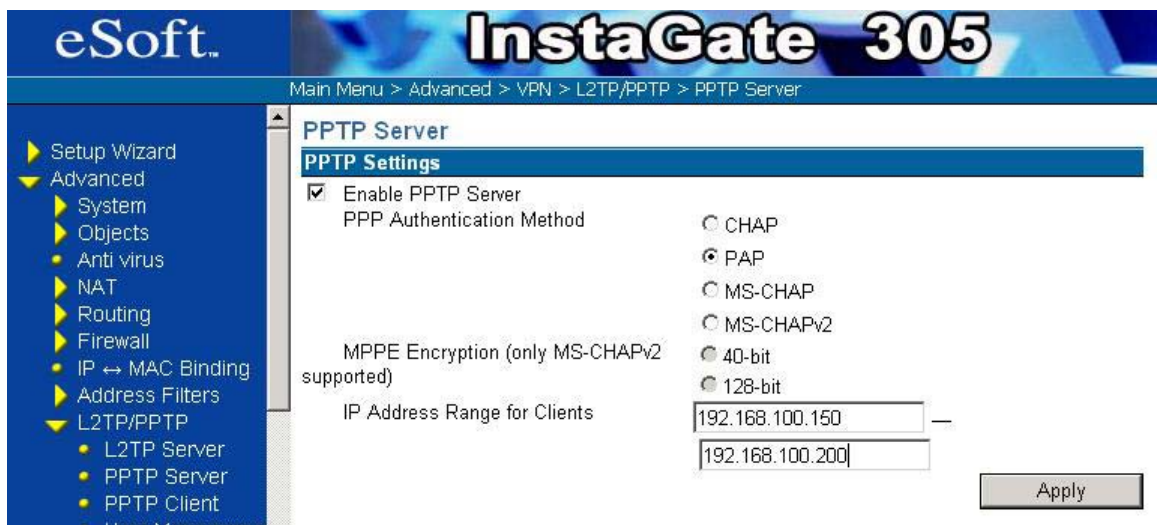 eSoft.
InstaGate 305
Main Menu > Advanced > VPN > L2TP/PPTP > PPTP Server
Setup Wizard
Advanced
System
Objects
Anti virus
NAT
Routing
Firewall
IP ↔ MAC Binding
Address Filters
L2TP/PPTP
L2TP Server
PPTP Server
PPTP Client
PPTP Server
PPTP Settings
Enable PPTP Server
PPP Authentication Method
CHAP
PAP
MS-CHAP
MS-CHAPv2
MPPE Encryption (only MS-CHAPv2
supported)
40-bit
128-bit
IP Address Range for Clients
192.168.100.150 —
192.168.100.200
Apply